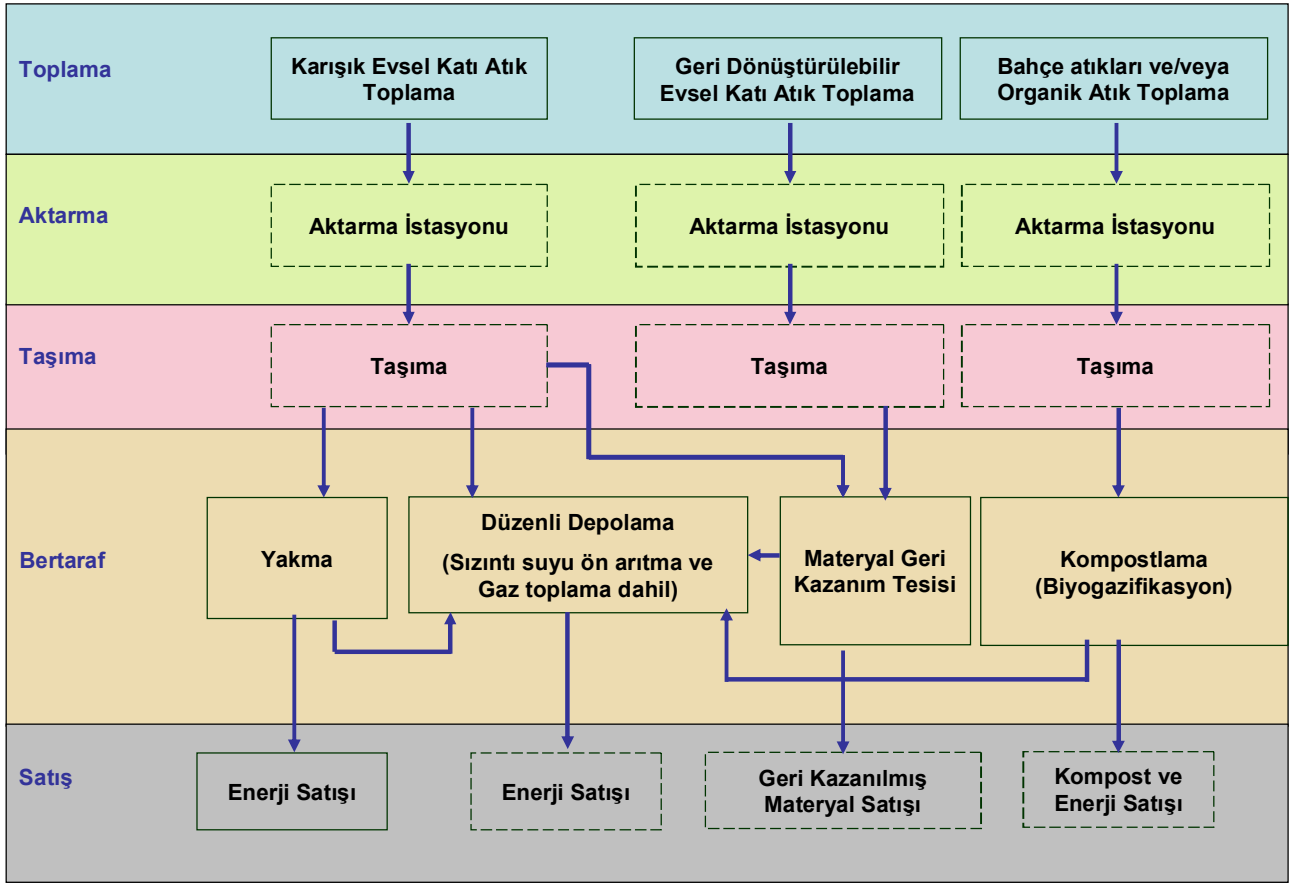 Toplama
Karışık Evsel Katı Atık
Toplama
Geri Dönüştürülebilir
Evsel Katı Atık Toplama
Bahçe atıkları ve/veya
Organik Atık Toplama
Aktarma
Aktarma İstasyonu
Aktarma İstasyonu
Aktarma İstasyonu
Taşıma
Taşıma
Taşıma
Taşıma
Bertaraf
Yakma
Düzenli Depolama
(Sızıntı suyu ön arıtma ve
Gaz toplama dahil)
Materyal Geri
Kazanım Tesisi
Kompostlama
(Biyogazifikasyon)
Satış
Enerji Satışı
Enerji Satışı
Geri Kazanılmış
Materyal Satışı
Kompost ve
Enerji Satışı